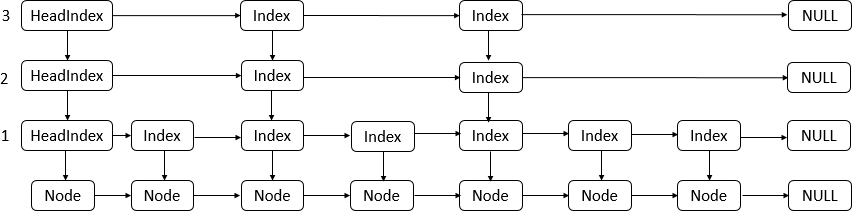 3 HeadIndex Index Index NULL
2 HeadIndex Index Index NULL
1 HeadIndex Index Index Index Index Index Index NULL
Node Node Node Node Node Node Node NULL